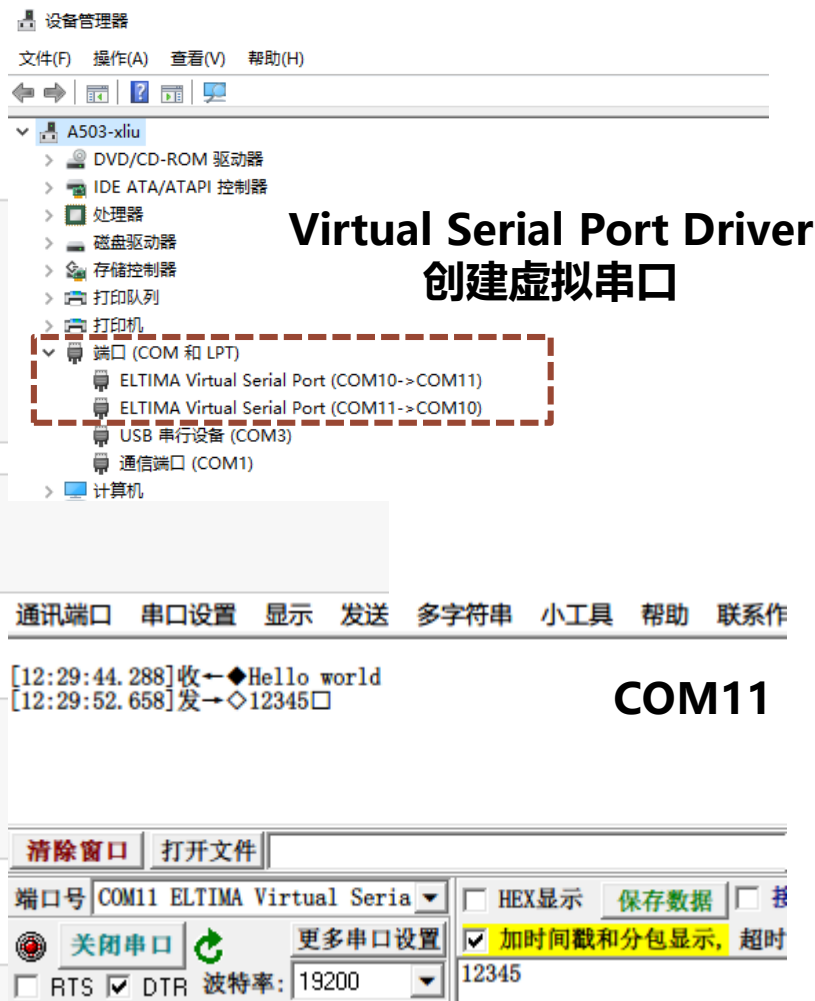 设备管理器
文件(F) 操作(A) 查看(V) 帮助(H)
A503-xliu
DVD/CD-ROM 驱动器
IDE ATA/ATAPI 控制器
处理器
磁盘驱动器
存储控制器
打印队列
打印机
端口 (COM 和 LPT)
ELTIMA Virtual Serial Port (COM10->COM11)
ELTIMA Virtual Serial Port (COM11->COM10)
USB 串行设备 (COM3)
通信端口 (COM1)
计算机
Virtual Serial Port Driver
创建虚拟串口
通讯端口 串口设置 显示 发送 多字符串 小工具 帮助 联系作
[12:29:44.288]收←◆Hello world
[12:29:52.658]发→◇12345□
COM11
清除窗口 打开文件
端口号 COM11 ELTIMA Virtual Seria HEX显示 保存数据
关闭串口 更多串口设置 加时间戳和分包显示, 超时
RTS DTR 波特率: 19200 12345